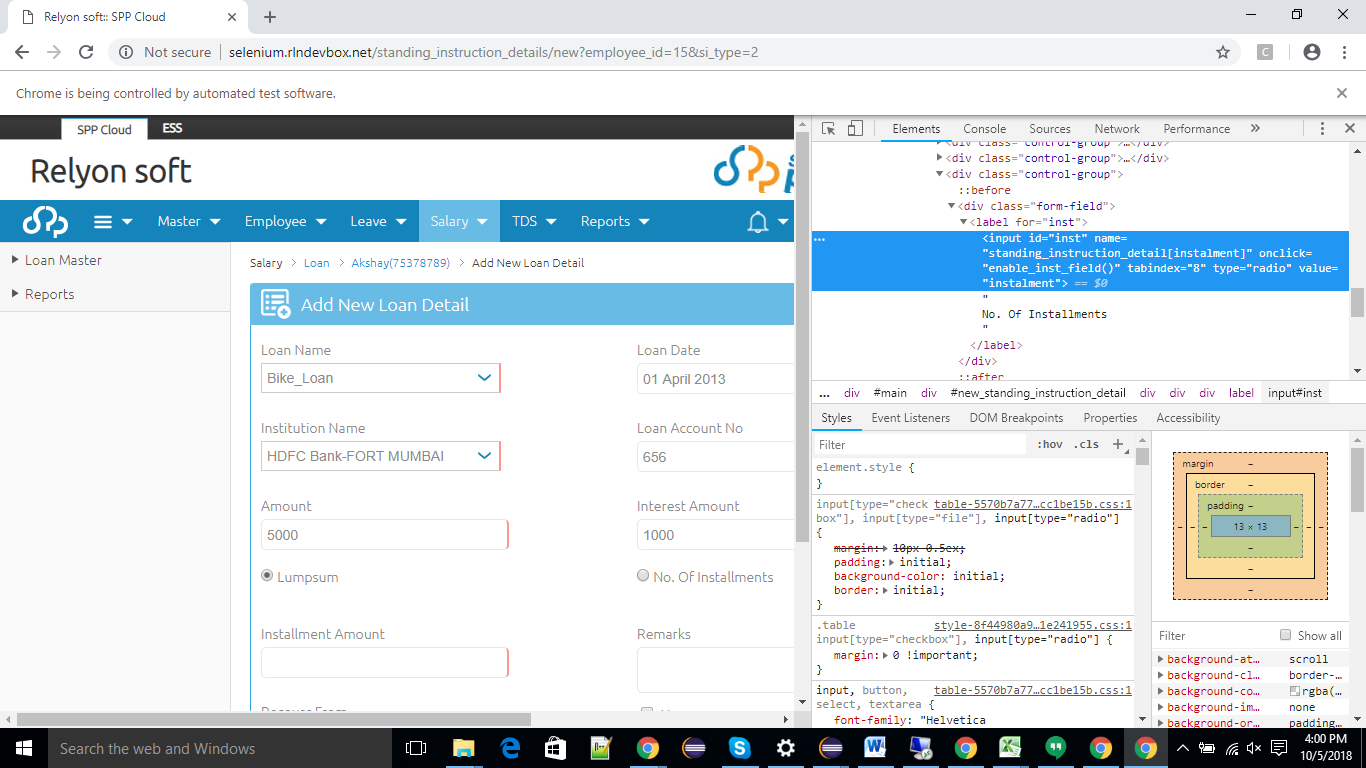 Relyon soft:: SPP Cloud
Not secure selenium.rlndevbox.net/standing_instruction_details/new?employee_id=15&si_type=2
C
Chrome is being controlled by automated test software.
SPP Cloud ESS
Relyon soft
Master Employee Leave Salary TDS Reports
Loan Master
Reports
Salary > Loan > Akshay(75378789) > Add New Loan Detail
Add New Loan Detail
Loan Name Loan Date
Bike_Loan 01 April 2013
Institution Name Loan Account No
HDFC Bank-FORT MUMBAI 656
Amount Interest Amount
5000 1000
Lumpsum No. Of Installments
Installment Amount Remarks
Elements Console Sources Network Performance »
<div class="control-group">…</div>
<div class="control-group">…</div>
<div class="control-group">
::before
<div class="form-field">
<label for="inst">
… <input id="inst" name=
"standing_instruction_detail[instalment]" onclick=
"enable_inst_field()" tabindex="8" type="radio" value=
"instalment"> == $0
"
No. Of Installments
"
</label>
</div>
::after
... div #main div #new_standing_instruction_detail div div div label input#inst
Styles Event Listeners DOM Breakpoints Properties Accessibility
Filter :hov .cls +
element.style {
}
input[type="check table-5570b7a77…cc1be15b.css:1
box"], input[type="file"], input[type="radio"]
{
margin: 10px 0.5ex;
padding: initial;
background-color: initial;
border: initial;
}
.table style-8f44980a9…1e241955.css:1
input[type="checkbox"], input[type="radio"] {
margin: 0 !important;
}
input, button, table-5570b7a77…cc1be15b.css:1
select, textarea {
font-family: "Helvetica
margin –
border –
padding –
– – – 13 × 13 – – –
–
–
–
Filter Show all
background-at… scroll
background-cl… border-…
background-co… rgba(…
background-im… none
background-or… padding…
Search the web and Windows
4:00 PM
10/5/2018